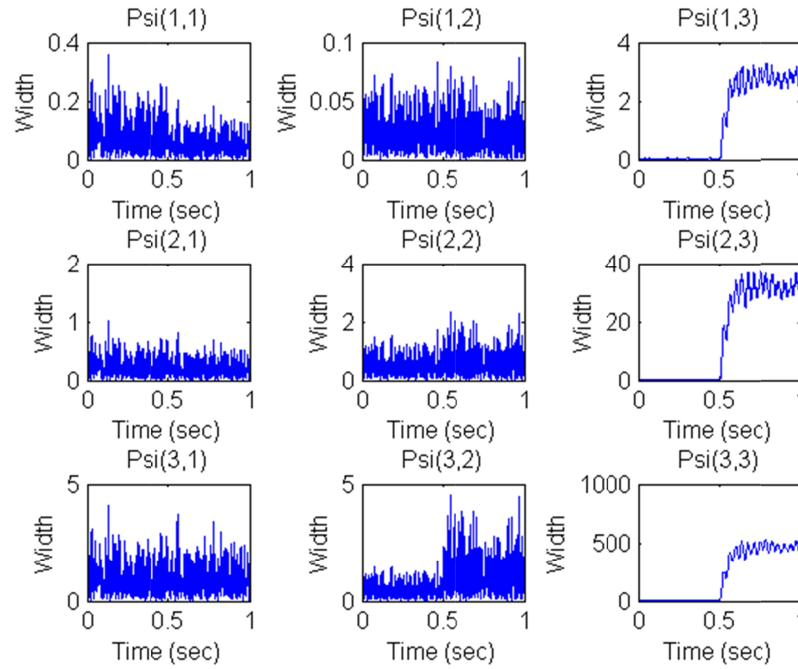 Psi(1,1)
Width
0.4
0.2
0
0
0.5
1
Time (sec)
Psi(1,2)
Width
0.1
0.05
0
0
0.5
1
Time (sec)
Psi(1,3)
Width
4
2
0
0
0.5
1
Time (sec)
Psi(2,1)
Width
2
1
0
0
0.5
1
Time (sec)
Psi(2,2)
Width
4
2
0
0
0.5
1
Time (sec)
Psi(2,3)
Width
40
20
0
0
0.5
1
Time (sec)
Psi(3,1)
Width
5
0
0
0.5
1
Time (sec)
Psi(3,2)
Width
5
0
0
0.5
1
Time (sec)
Psi(3,3)
Width
1000
500
0
0
0.5
1
Time (sec)